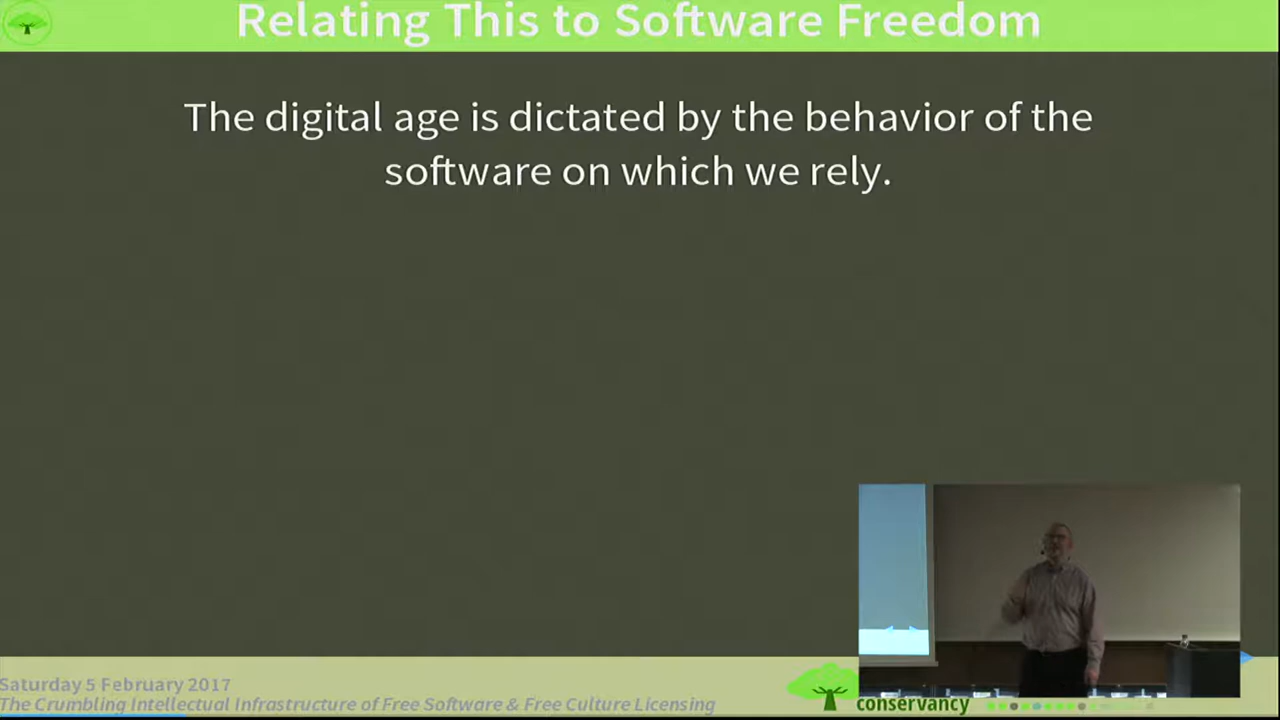 Relating This to Software Freedom
The digital age is dictated by the behavior of the
software on which we rely.
Saturday 5 February 2017
The Crumbling Intellectual Infrastructure of Free Software & Free Culture Licensing
conservancy